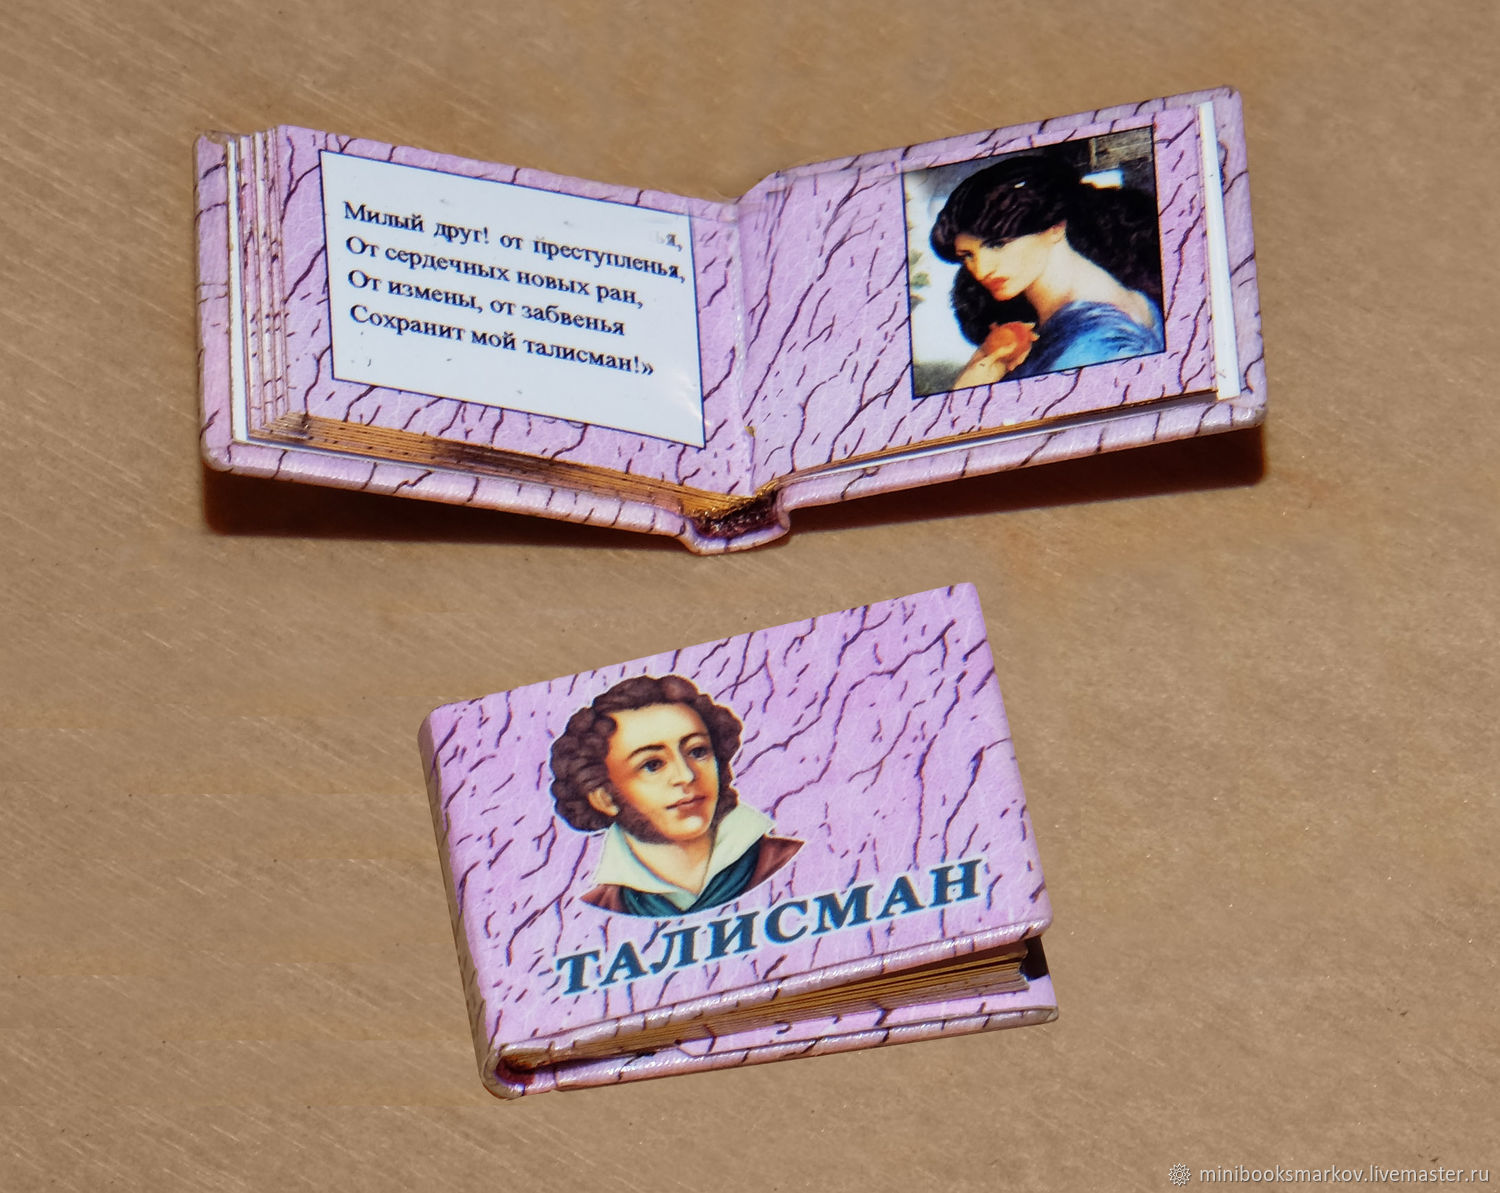 Милый друг! от преступленья,
От сердечных новых ран,
От измены, от забвенья
Сохранит мой талисман!»
ТАЛИСМАН
minibooksmarkov.livemaster.ru